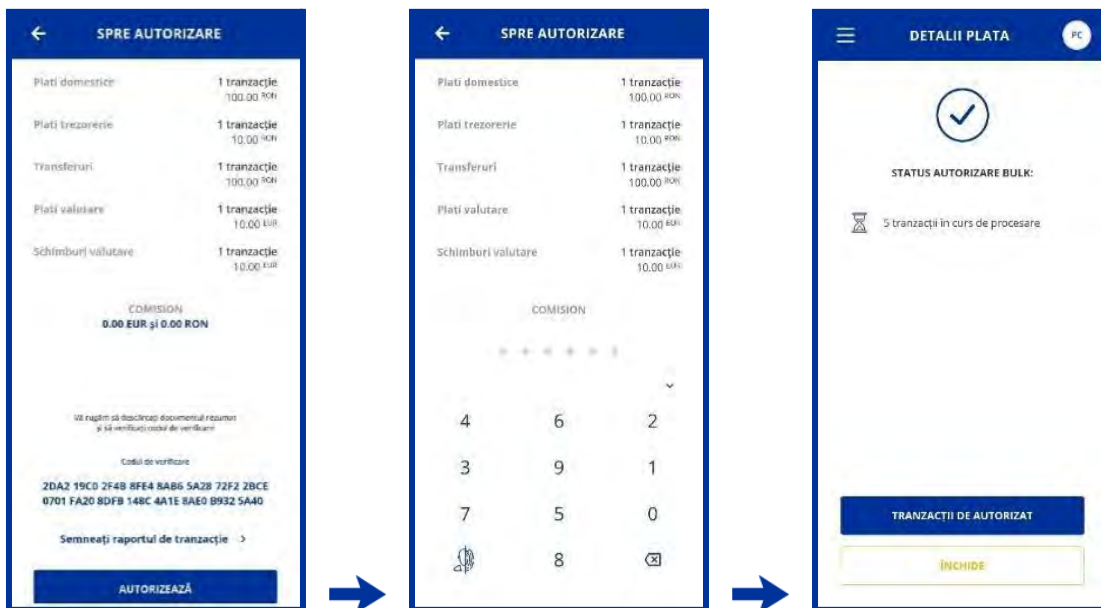 SPRE AUTORIZARE
Plati domestice 1 tranzacție
100.00 RON
Plati trezorerie 1 tranzacție
10.00 RON
Transferuri 1 tranzacție
100.00 RON
Plati valutare 1 tranzacție
10.00 EUR
Schimburi valutare 1 tranzacție
10.00 EUR
COMISION
0.00 EUR și 0.00 RON
Vă rugăm să descărcați documentul rezumat
și să verificați codul de verificare
Codul de verificare
2DA2 19C0 2F4B 8FE4 8AB6 5A28 72F2 2BCE
0701 FA20 8DFB 148C 4A1E 8AE0 B932 5A40
Semneați raportul de tranzacție >
AUTORIZEAZĂ
SPRE AUTORIZARE
Plati domestice 1 tranzacție
100.00 RON
Plati trezorerie 1 tranzacție
10.00 RON
Transferuri 1 tranzacție
100.00 RON
Plati valutare 1 tranzacție
10.00 EUR
Schimburi valutare 1 tranzacție
10.00 EUR
COMISION
4 6 2
3 9 1
7 5 0
8
DETALII PLATA PC
STATUS AUTORIZARE BULK:
5 tranzacții în curs de procesare
TRANZACȚII DE AUTORIZAT
ÎNCHIDE